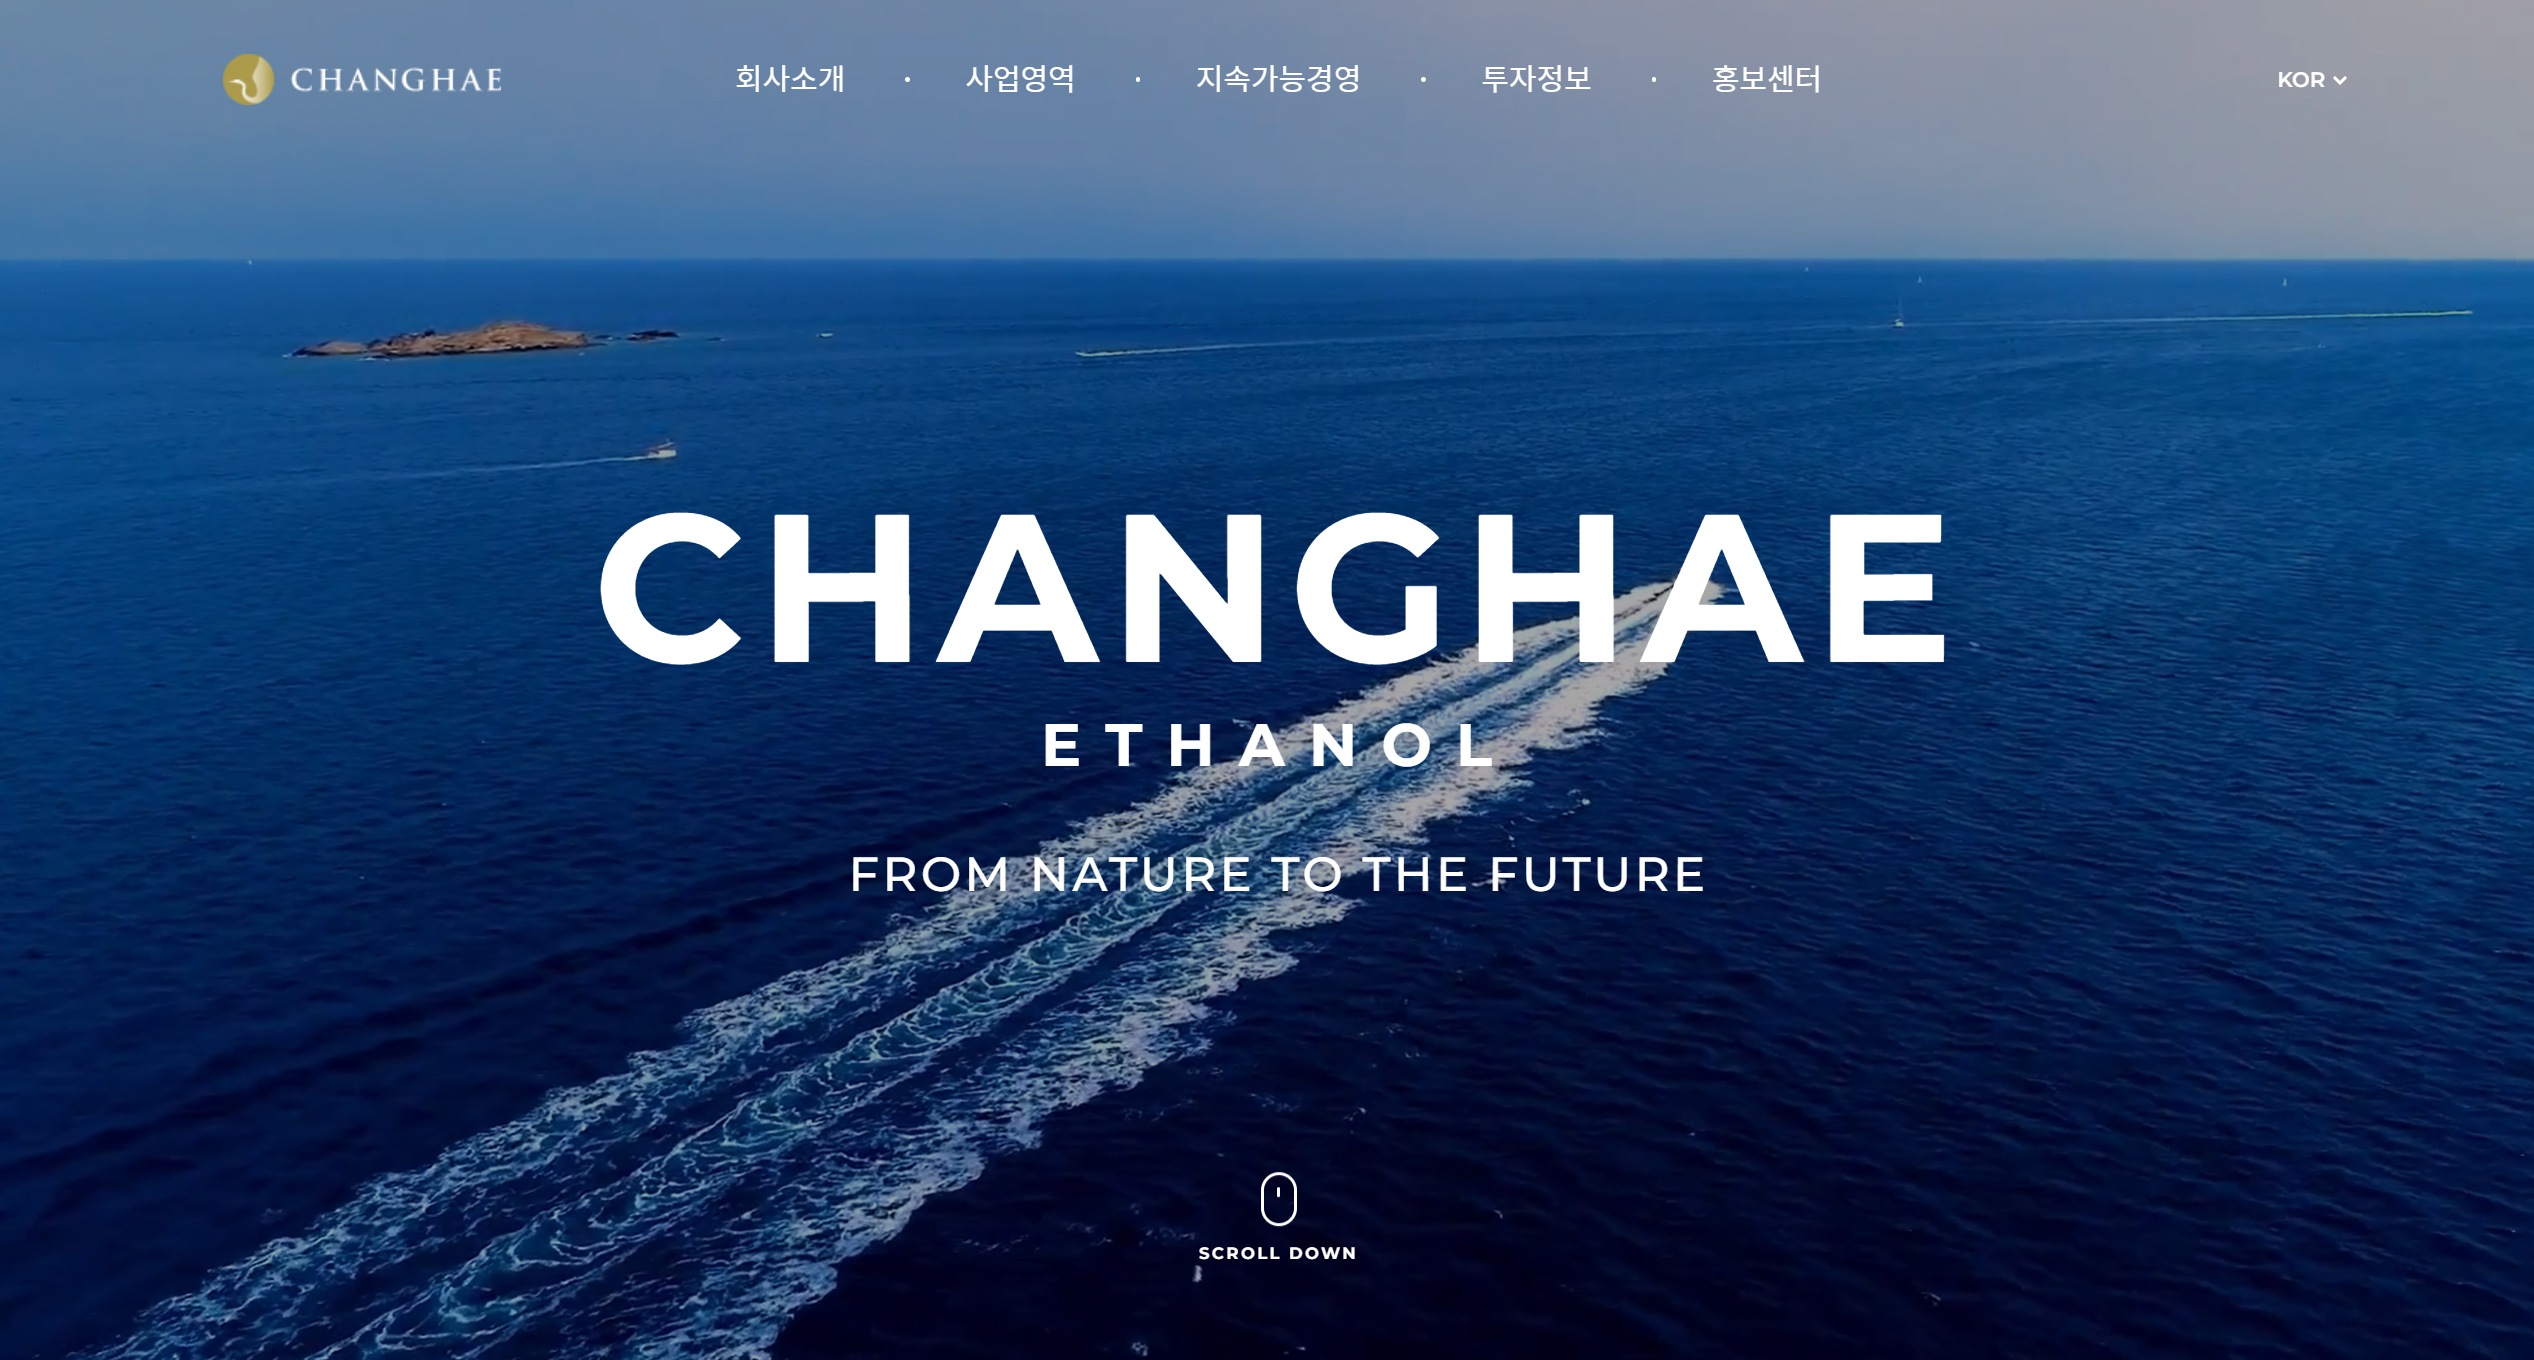 CHANGHAE
회사소개 · 사업영역 · 지속가능경영 · 투자정보 · 홍보센터
KOR
CHANGHAE
ETHANOL
FROM NATURE TO THE FUTURE
SCROLL DOWN